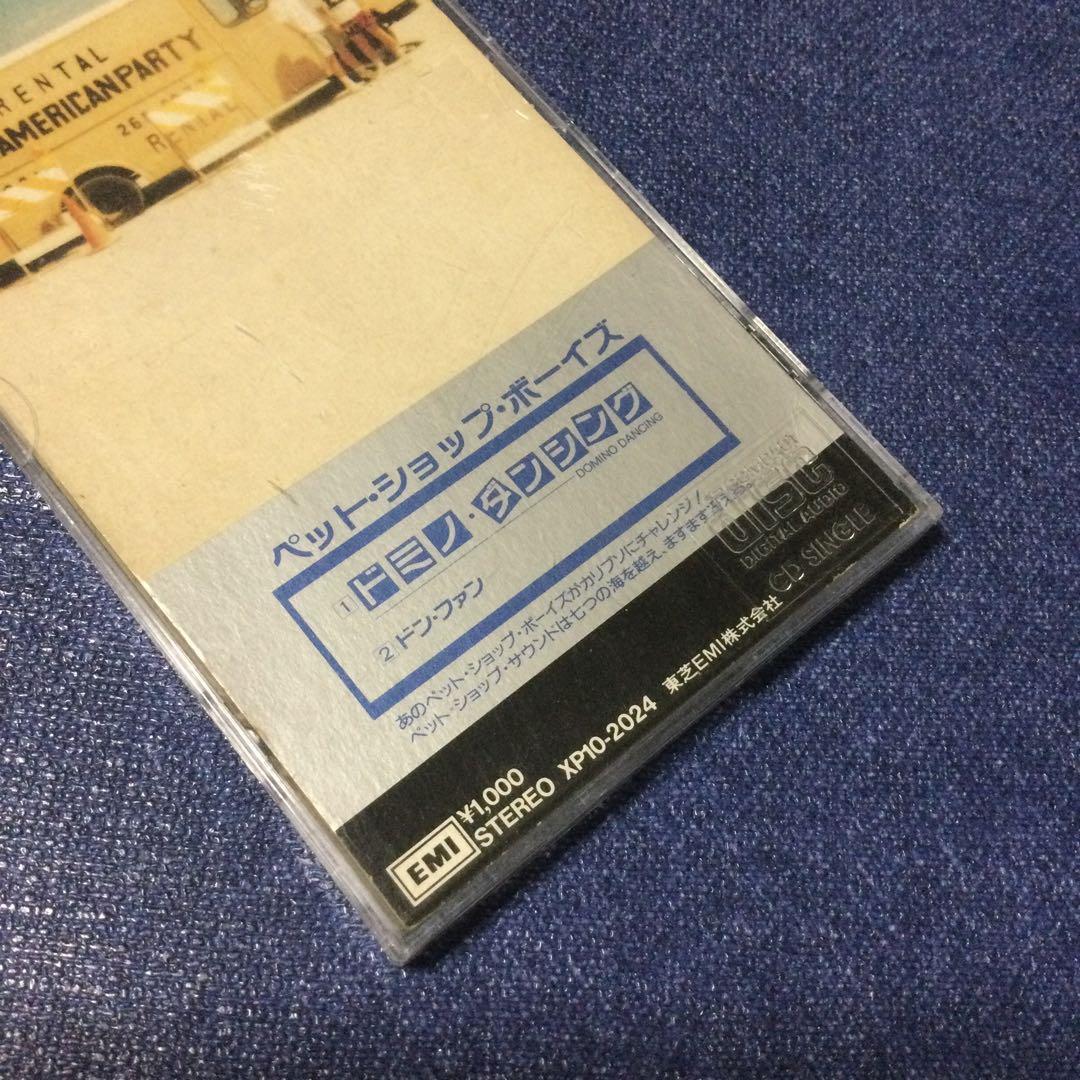 RENTAL
AMERICANPARTY
RENTAL
ペット・ショップ・ボーイズ
1 ドミノ・ダンシング
DOMINO DANCING
2 ドン・ファン
あのペット・ショップ・ボーイズがカリプソにチャレンジ!
ペット・ショップ・サウンドは七つの海を越え、ますます冴える。
DIGITAL AUDIO
CD SINGLE
EMI
¥1,000
STEREO XP10-2024 東芝EMI株式会社